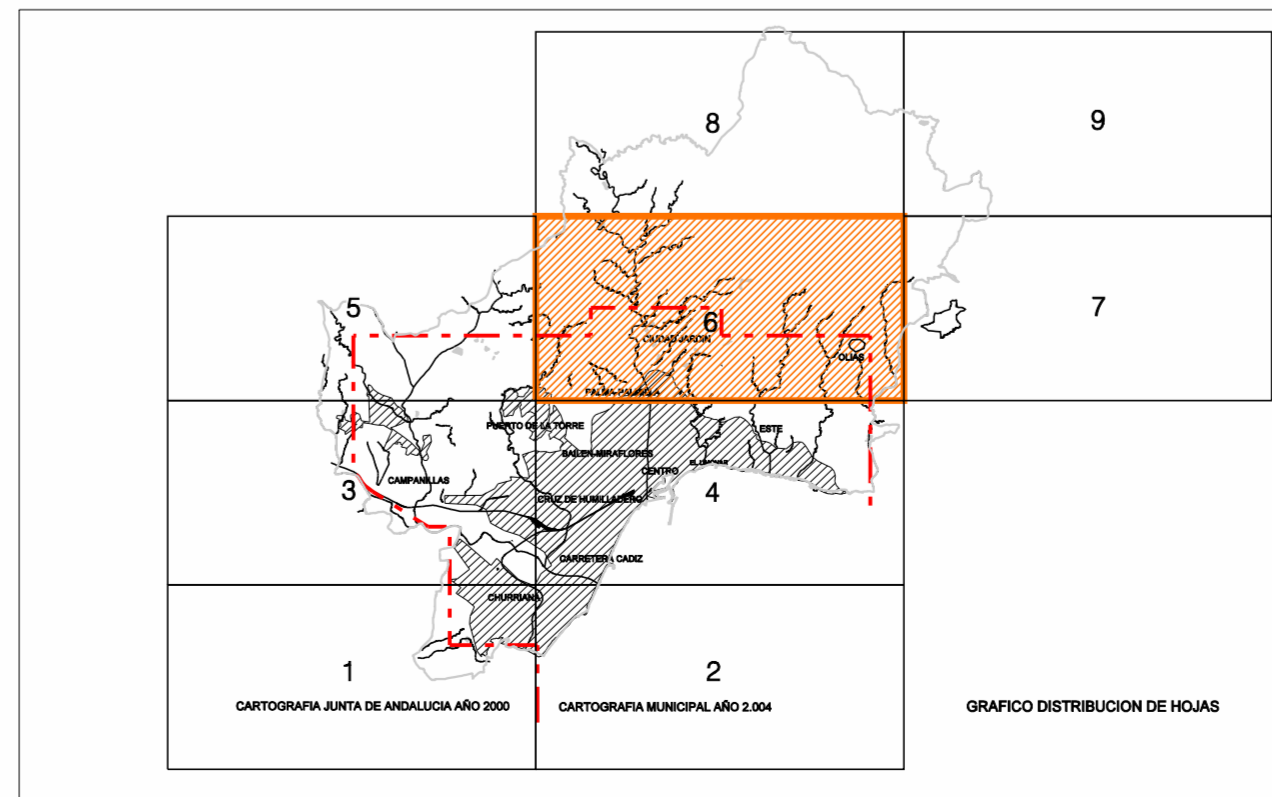 8
9
5
6
7
CIUDAD JARDIN
OLIAS
PALMA-PALMILLA
PUERTO DE LA TORRE
ESTE
BAILEN-MIRAFLORES
CENTRO
CAMPANILLAS
3
CRUZ DE HUMILLADERO
4
CARRETERA CADIZ
CHURRIANA
1
2
CARTOGRAFIA JUNTA DE ANDALUCIA AÑO 2000
CARTOGRAFIA MUNICIPAL AÑO 2.004
GRAFICO DISTRIBUCION DE HOJAS